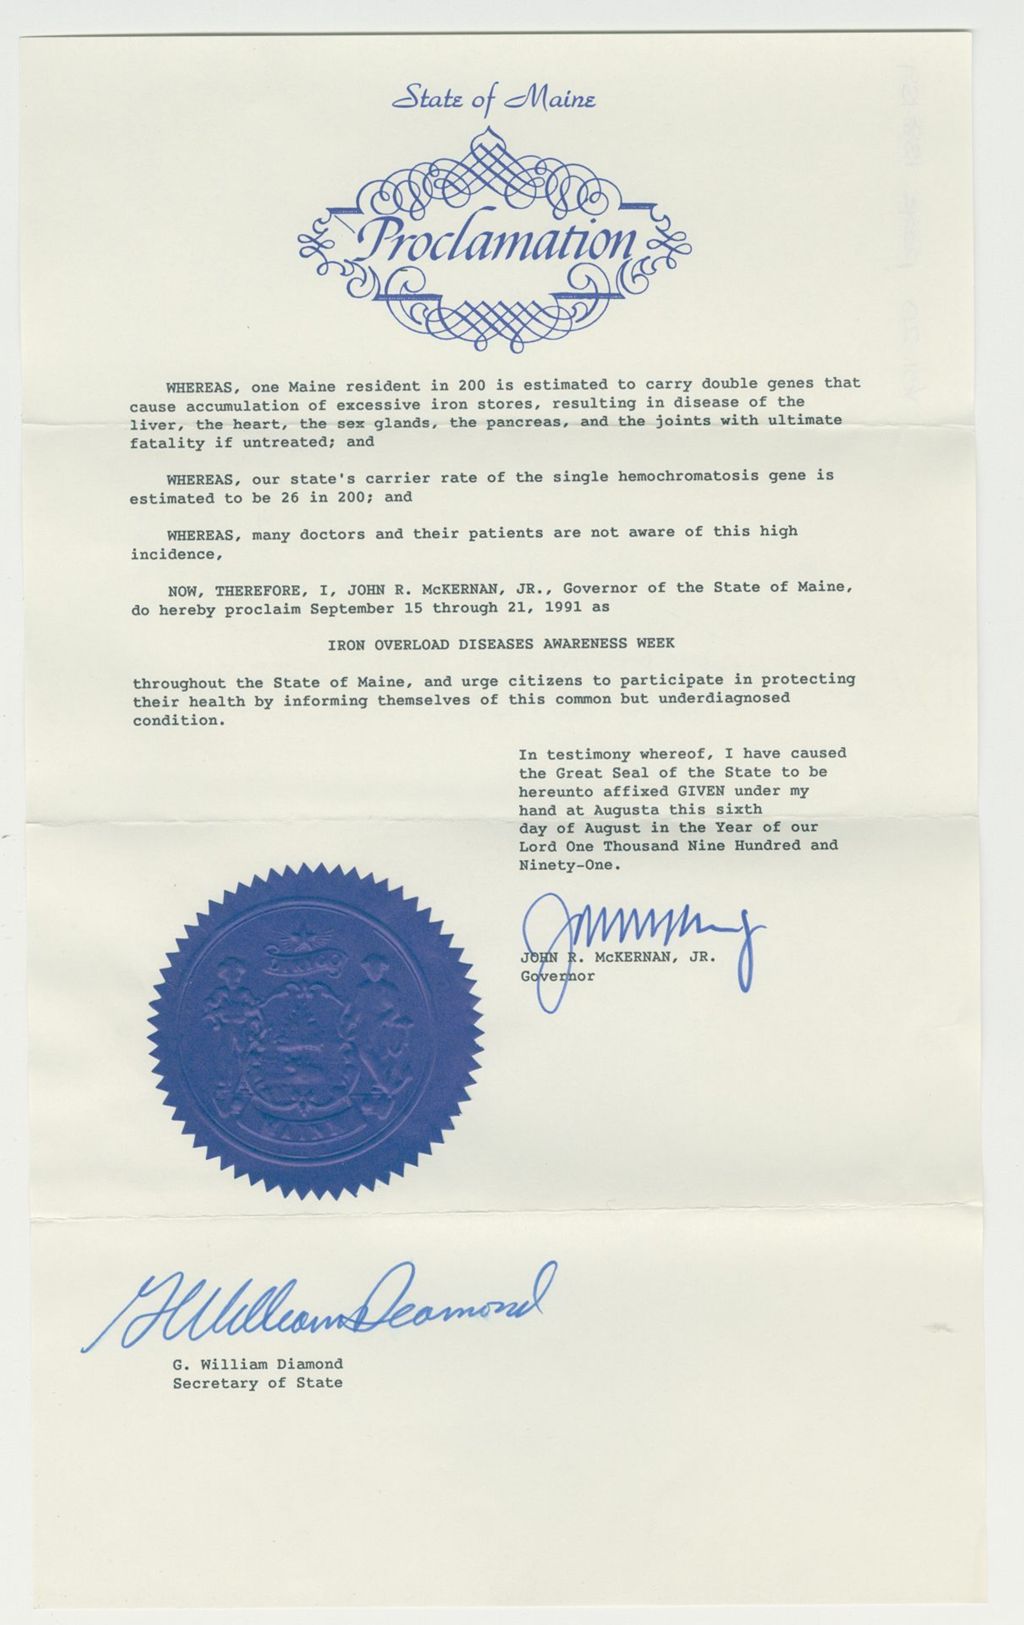 State of Maine
Proclamation
WHEREAS, one Maine resident in 200 is estimated to carry double genes that
cause accumulation of excessive iron stores, resulting in disease of the
liver, the heart, the sex glands, the pancreas, and the joints with ultimate
fatality if untreated; and
WHEREAS, our state's carrier rate of the single hemochromatosis gene is
estimated to be 26 in 200; and
WHEREAS, many doctors and their patients are not aware of this high
incidence,
NOW, THEREFORE, I, JOHN R. McKERNAN, JR., Governor of the State of Maine,
do hereby proclaim September 15 through 21, 1991 as
IRON OVERLOAD DISEASES AWARENESS WEEK
throughout the State of Maine, and urge citizens to participate in protecting
their health by informing themselves of this common but underdiagnosed
condition.
In testimony whereof, I have caused
the Great Seal of the State to be
hereunto affixed GIVEN under my
hand at Augusta this sixth
day of August in the Year of our
Lord One Thousand Nine Hundred and
Ninety-One.
JOHN R. McKERNAN, JR.
Governor
DIRIGO
MAINE
G William Diamond
G. William Diamond
Secretary of State